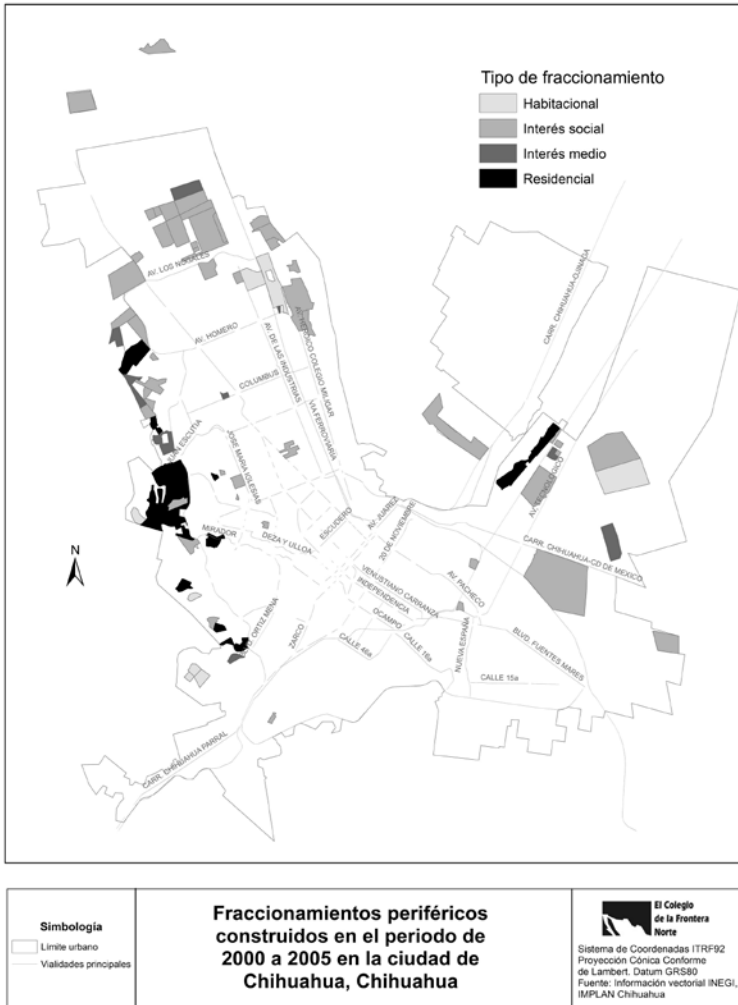 Tipo de fraccionamiento
Habitacional
Interés social
Interés medio
Residencial
CARR. CHIHUAHUA-OJINAGA
AV. LOS NOGALES
AV. HOMERO
AV. HEROICO COLEGIO MILIGAR
AV. DE LAS INDUSTRIAS
COLUMBUS
VIA FERROVIARIA
JUAN ESCUTIA
JOSE MARIA IGLESIAS
AV. TECNOLOGICO
MIRADOR
DEZA Y ULLOA
ESCUDERO
AV. JUAREZ
20 DE NOVIEMBRE
CARR. CHIHUAHUA-CD DE MEXICO
N
VENUSTIANO CARRANZA
INDEPENDENCIA
AV. PACHECO
OCAMPO
ORTIZ MENA
ZARCO
CALLE 46a
CALLE 16a
NUEVA ESPAÑA
BLVD. FUENTES MARES
CALLE 15a
CARR. CHIHUAHUA PARRAL
Simbología
Límite urbano
Vialidades principales
Fraccionamientos periféricos
construidos en el periodo de
2000 a 2005 en la ciudad de
Chihuahua, Chihuahua
El Colegio
de la Frontera
Norte
Sistema de Coordenadas ITRF92
Proyección Cónica Conforme
de Lambert. Datum GRS80
Fuente: Información vectorial INEGI,
IMPLAN Chihuahua